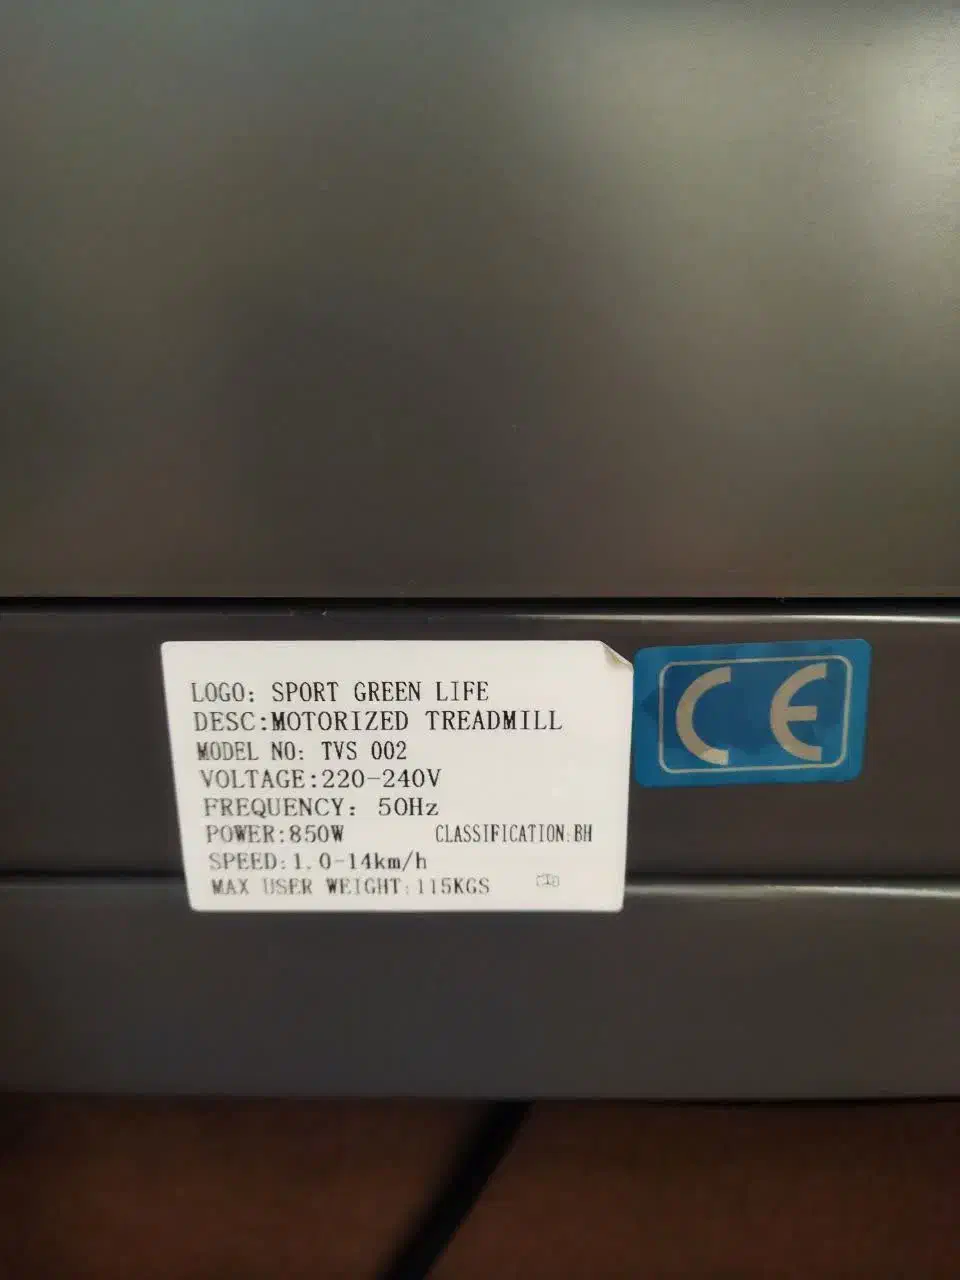 LOGO: SPORT GREEN LIFE
DESC:MOTORIZED TREADMILL
MODEL NO: TVS 002
VOLTAGE:220-240V
FREQUENCY: 50Hz
POWER:850W CLASSIFICATION:BH
SPEED:1.0-14km/h
MAX USER WEIGHT:115KGS
CE